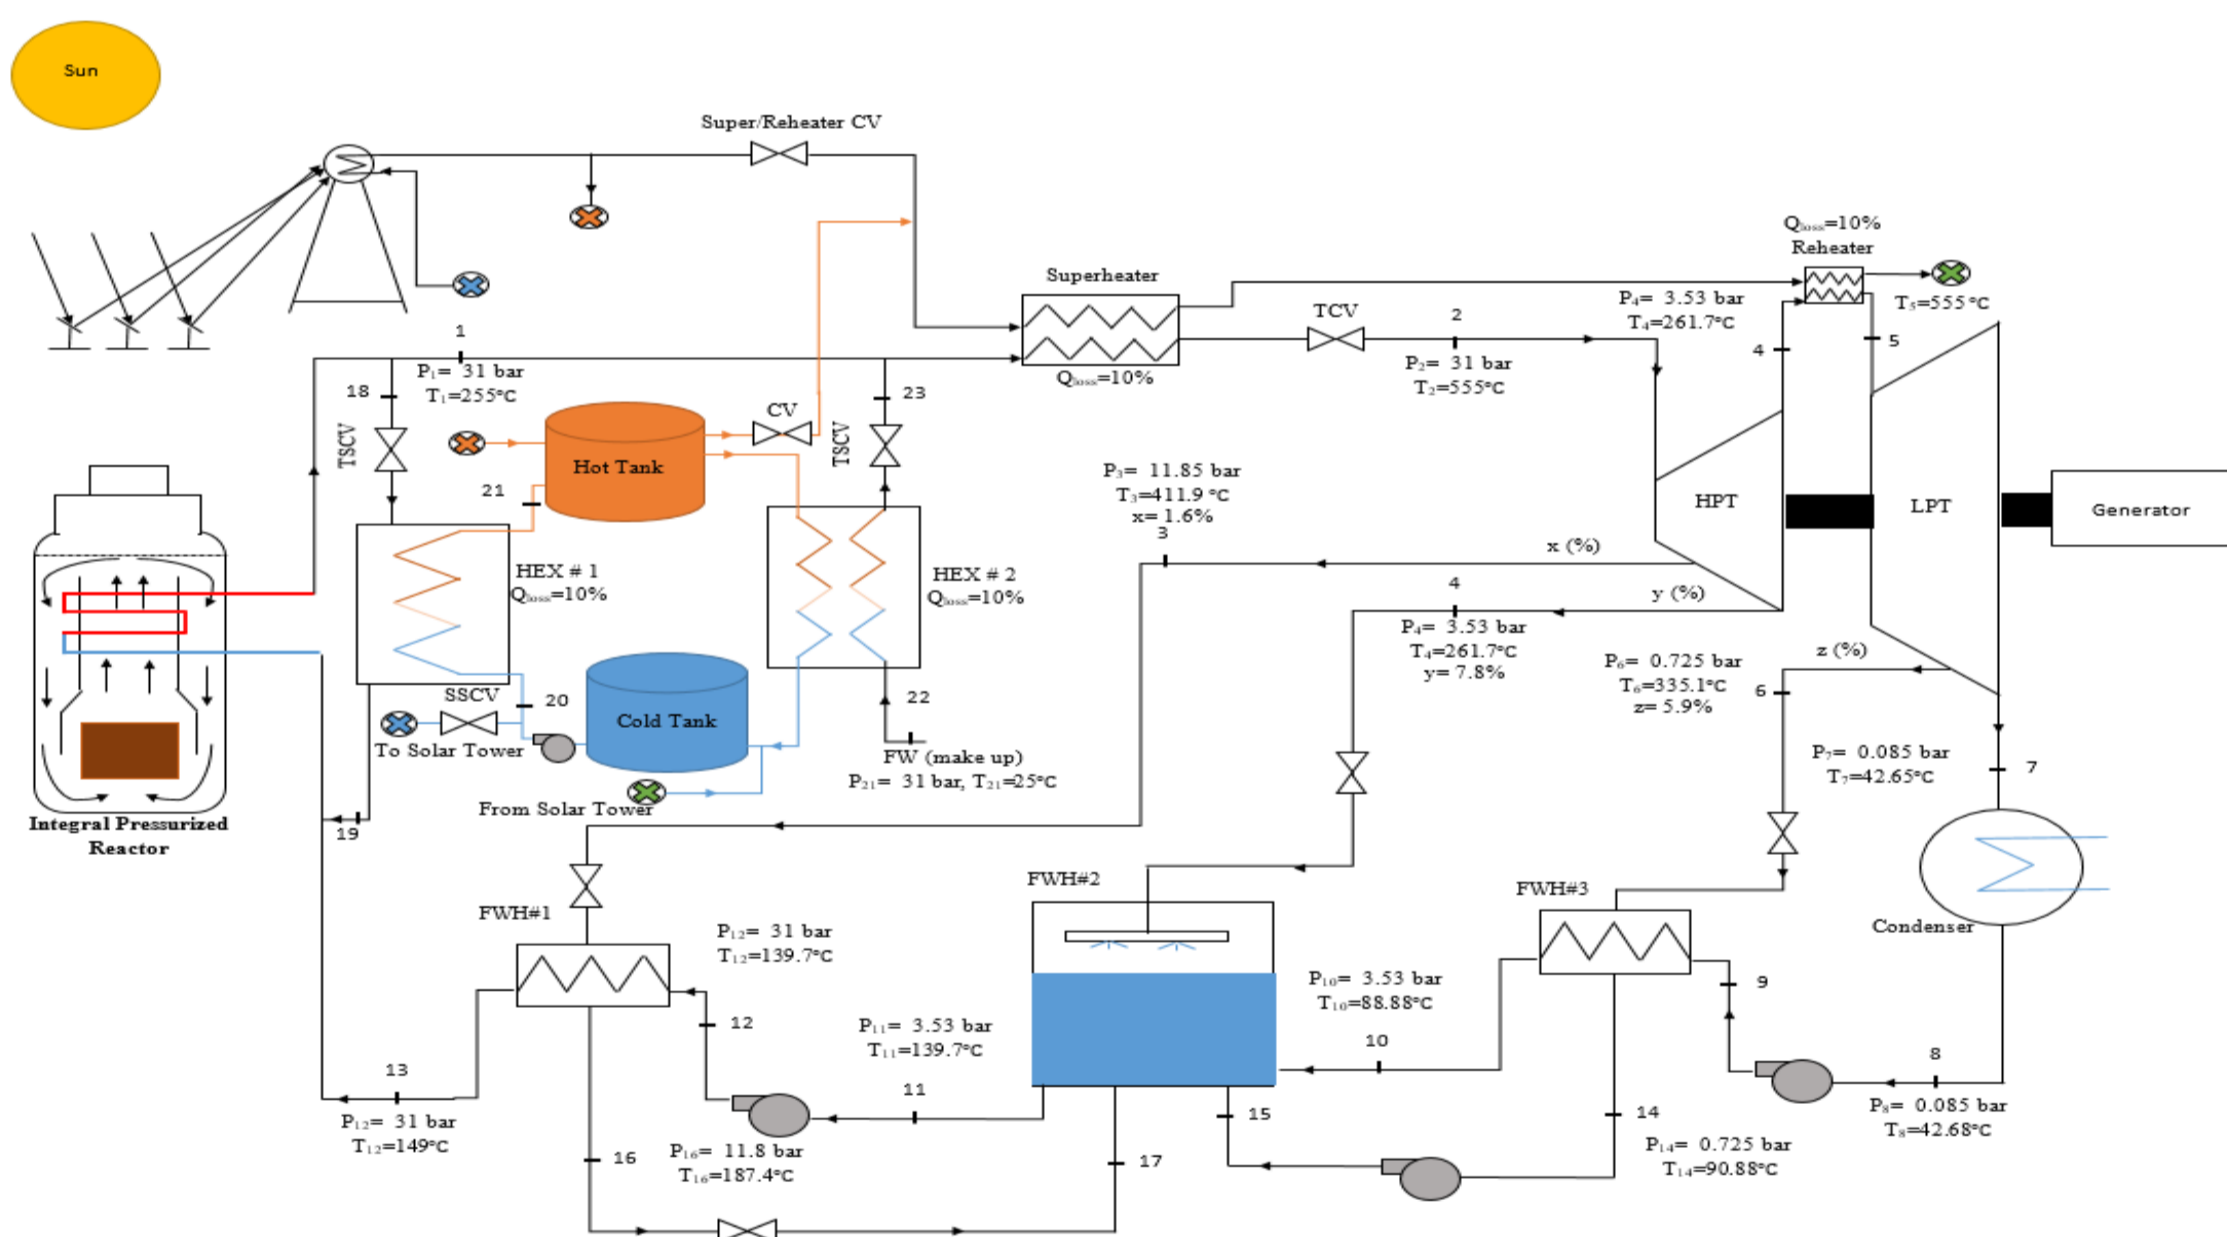 Sun
Super/Reheater CV
Qloss=10%
Reheater
Superheater
T₅=555 °C
P₄= 3.53 bar
T₄=261.7°C
TCV
2
1
P₁= 31 bar
T₁=255°C
Qloss=10%
P₂= 31 bar
T₂=555°C
4
5
18
23
CV
TSCV
TSCV
Hot Tank
21
P₃= 11.85 bar
T₃=411.9 °C
x= 1.6%
3
HPT
LPT
Generator
x (%)
HEX # 1
Qloss=10%
HEX # 2
Qloss=10%
4
y (%)
P₄= 3.53 bar
T₄=261.7°C
y= 7.8%
z (%)
P₆= 0.725 bar
T₆=335.1°C
z= 5.9%
6
SSCV
20
Cold Tank
22
To Solar Tower
FW (make up)
P₂₁= 31 bar, T₂₁=25°C
P₇= 0.085 bar
T₇=42.65°C
7
From Solar Tower
Integral Pressurized
Reactor
19
FWH#1
FWH#2
FWH#3
Condenser
P₁₂= 31 bar
T₁₂=139.7°C
P₁₀= 3.53 bar
T₁₀=88.88°C
9
12
P₁₁= 3.53 bar
T₁₁=139.7°C
10
8
13
11
15
14
P₈= 0.085 bar
T₈=42.68°C
P₁₂= 31 bar
T₁₂=149°C
16
P₁₆= 11.8 bar
T₁₆=187.4°C
17
P₁₄= 0.725 bar
T₁₄=90.88°C